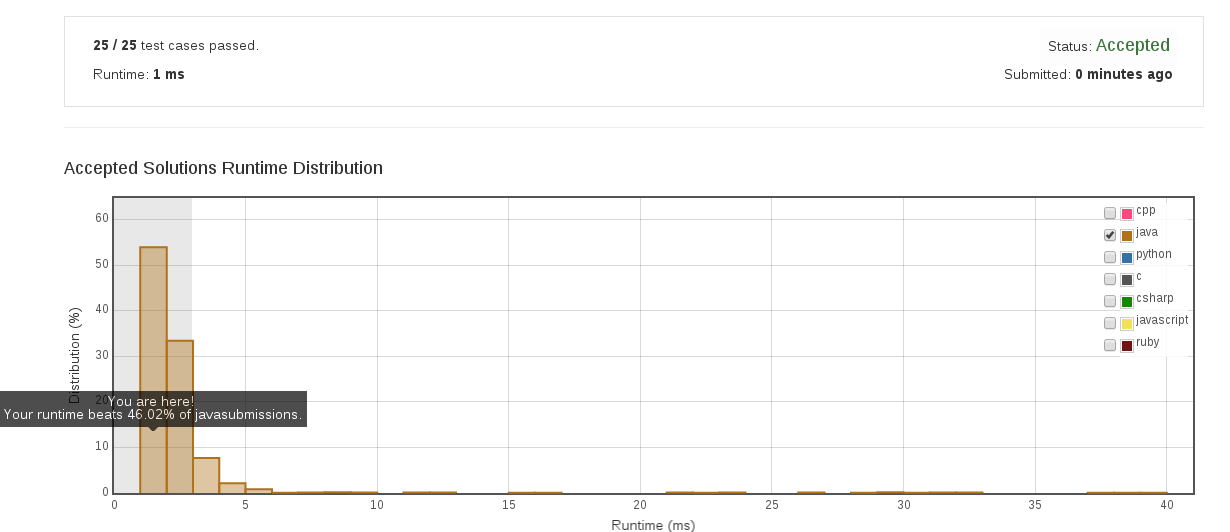 25 / 25 test cases passed.
Status: Accepted
Runtime: 1 ms
Submitted: 0 minutes ago
Accepted Solutions Runtime Distribution
cpp
java
python
c
csharp
javascript
ruby
Distribution (%)
60
50
40
30
20
10
0
You are here!
Your runtime beats 46.02% of javasubmissions.
0 5 10 15 20 25 30 35 40
Runtime (ms)